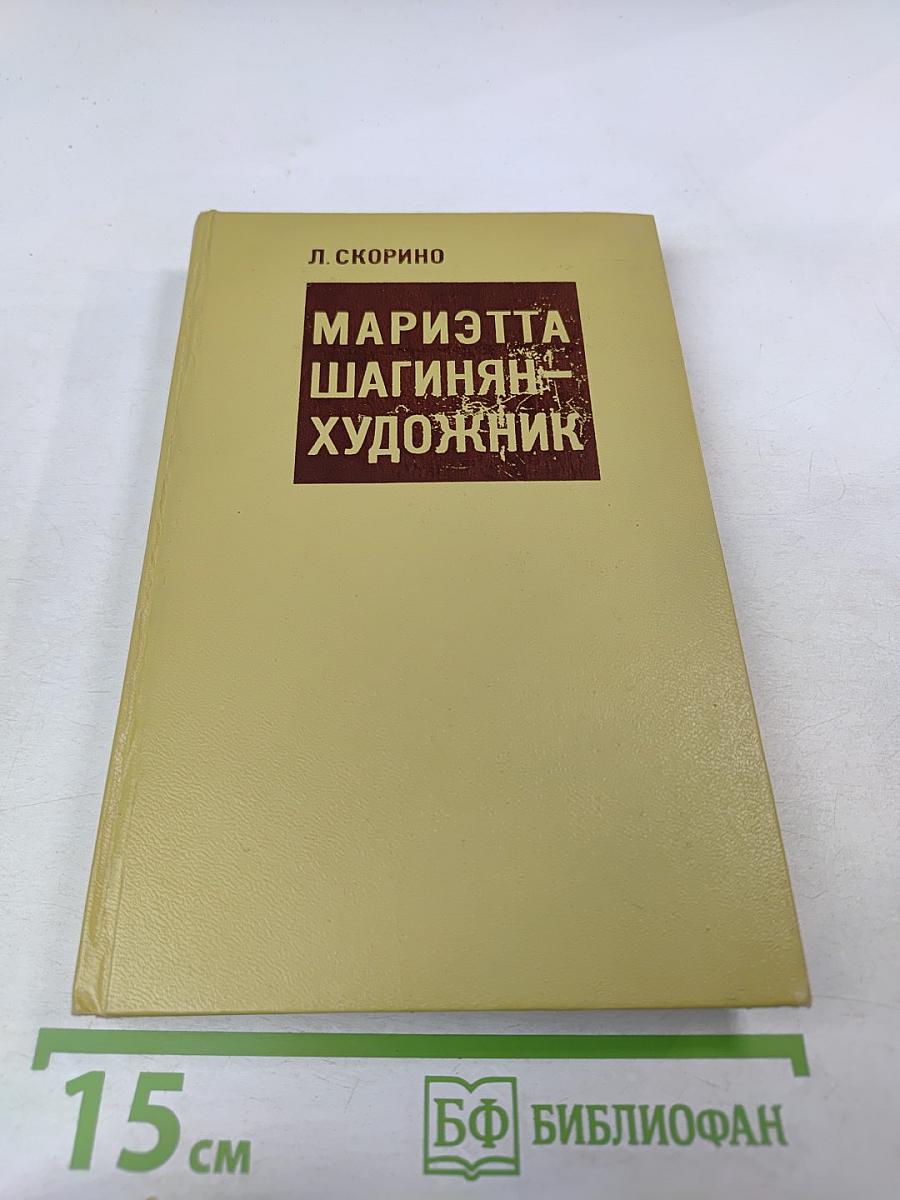 Л. СКОРИНО
МАРИЭТТА
ШАГИНЯН—
ХУДОЖНИК
15 см
БФ БИБЛИОФАН